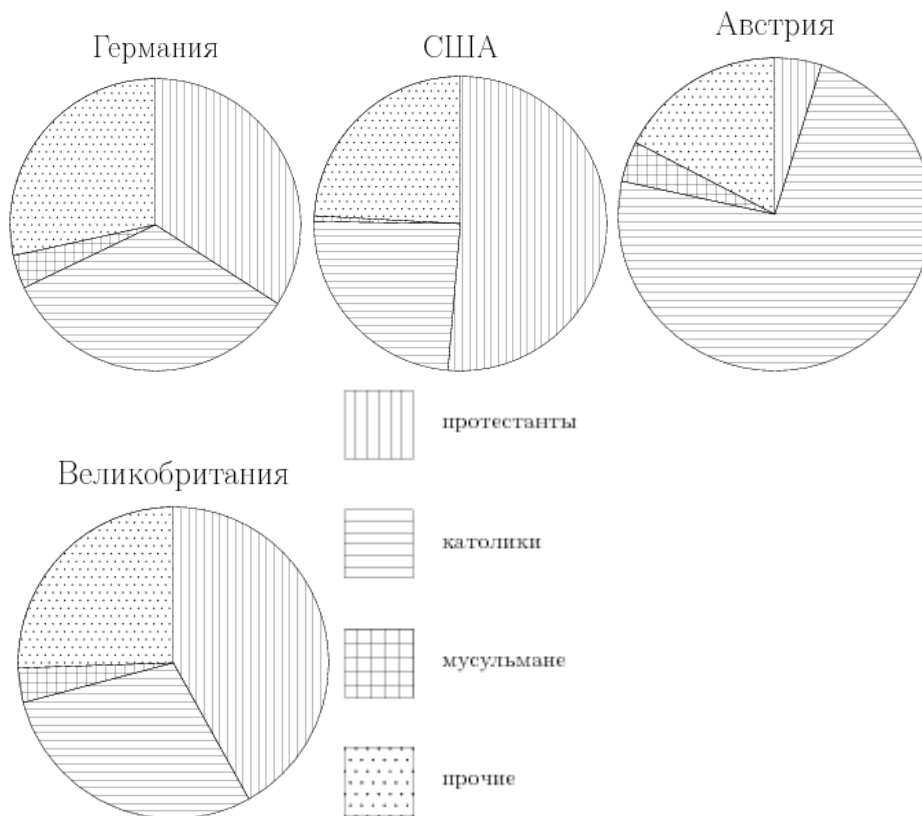 Германия
США
Австрия
протестанты
Великобритания
католики
мусульмане
прочие